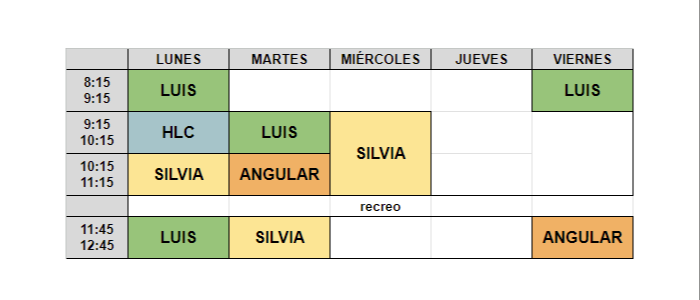 LUNES MARTES MIÉRCOLES JUEVES VIERNES
8:15
9:15
LUIS LUIS
9:15
10:15
HLC LUIS
SILVIA
10:15
11:15
SILVIA ANGULAR
recreo
11:45
12:45
LUIS SILVIA ANGULAR